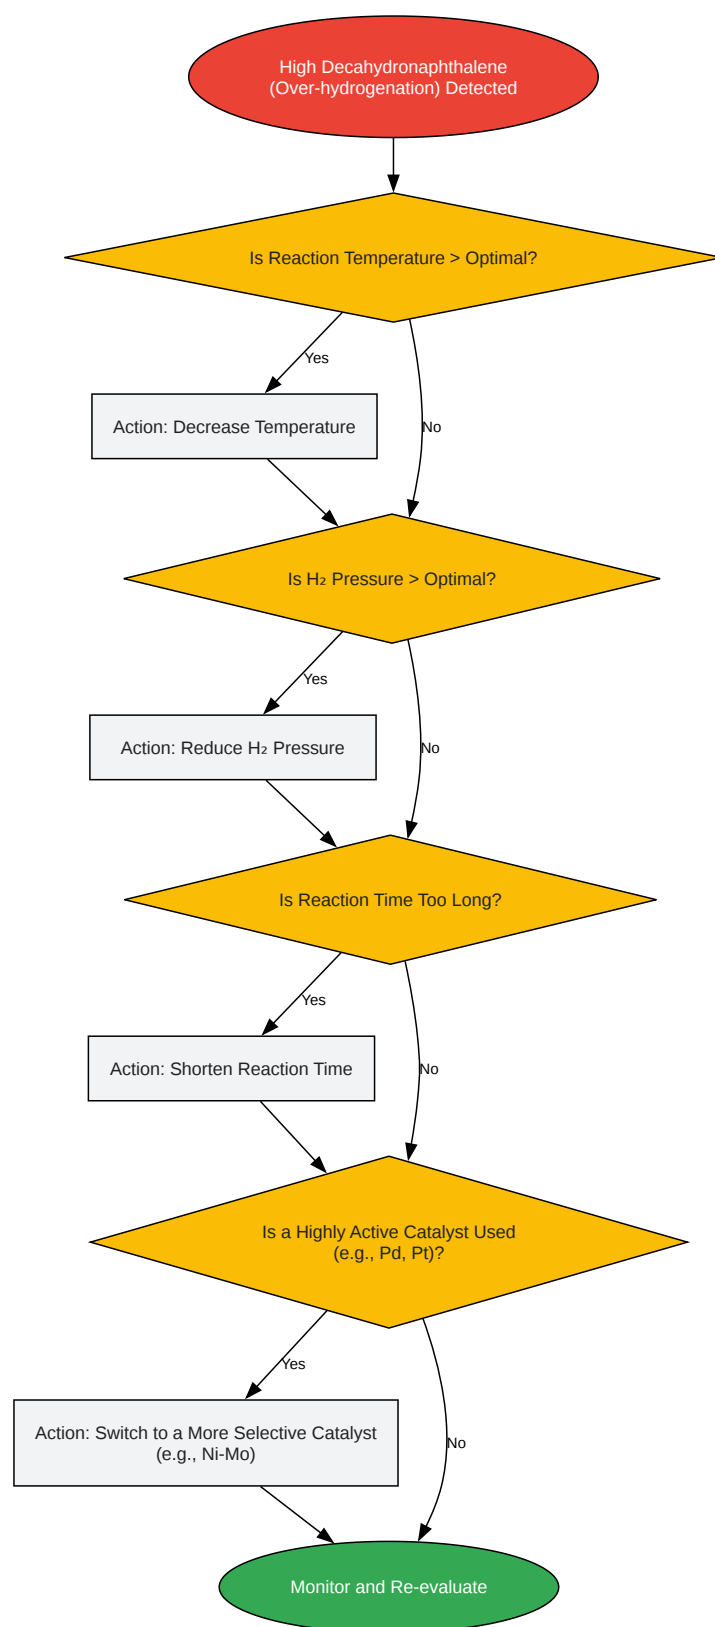 High Decahydronaphthalene
(Over-hydrogenation) Detected
Is Reaction Temperature > Optimal?
Yes
Action: Decrease Temperature
No
Is H₂ Pressure > Optimal?
Yes
Action: Reduce H₂ Pressure
No
Is Reaction Time Too Long?
Yes
Action: Shorten Reaction Time
No
Is a Highly Active Catalyst Used
(e.g., Pd, Pt)?
Yes
Action: Switch to a More Selective Catalyst
(e.g., Ni-Mo)
No
Monitor and Re-evaluate